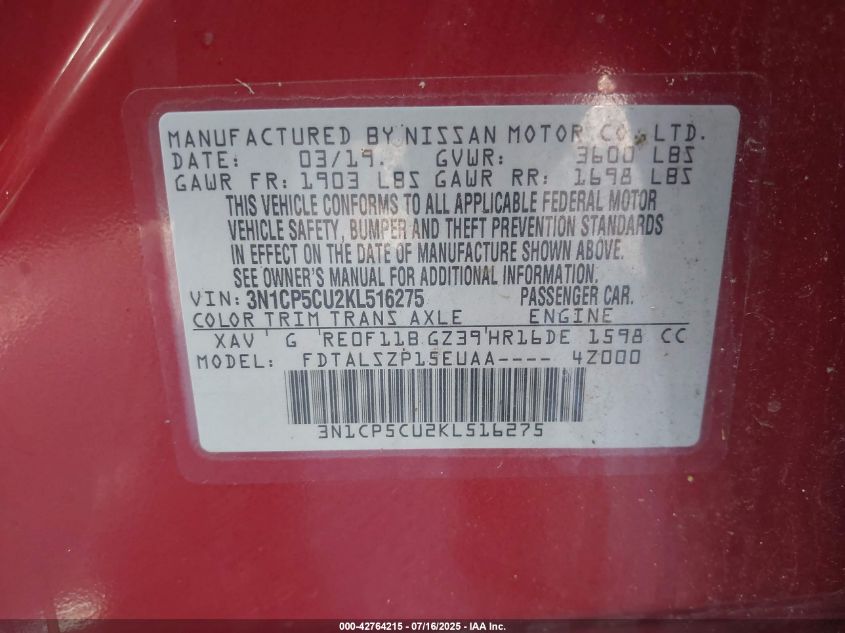 MANUFACTURED BY NISSAN MOTOR CO., LTD.
DATE: 03/19. GVWR: 3600 LBS
GAWR FR: 1903 LBS GAWR RR: 1698 LBS
THIS VEHICLE CONFORMS TO ALL APPLICABLE FEDERAL MOTOR
VEHICLE SAFETY, BUMPER AND THEFT PREVENTION STANDARDS
IN EFFECT ON THE DATE OF MANUFACTURE SHOWN ABOVE.
SEE OWNER'S MANUAL FOR ADDITIONAL INFORMATION
VIN: 3N1CP5CU2KL516275 PASSENGER CAR.
COLOR TRIM TRANS AXLE ENGINE
XAV G RE0F11B GZ39 HR16DE 1598 CC
MODEL: FDTALSZP15EUAA---- 4Z000
3N1CP5CU2KL516275
000-42764215 - 07/16/2025 - IAA Inc.